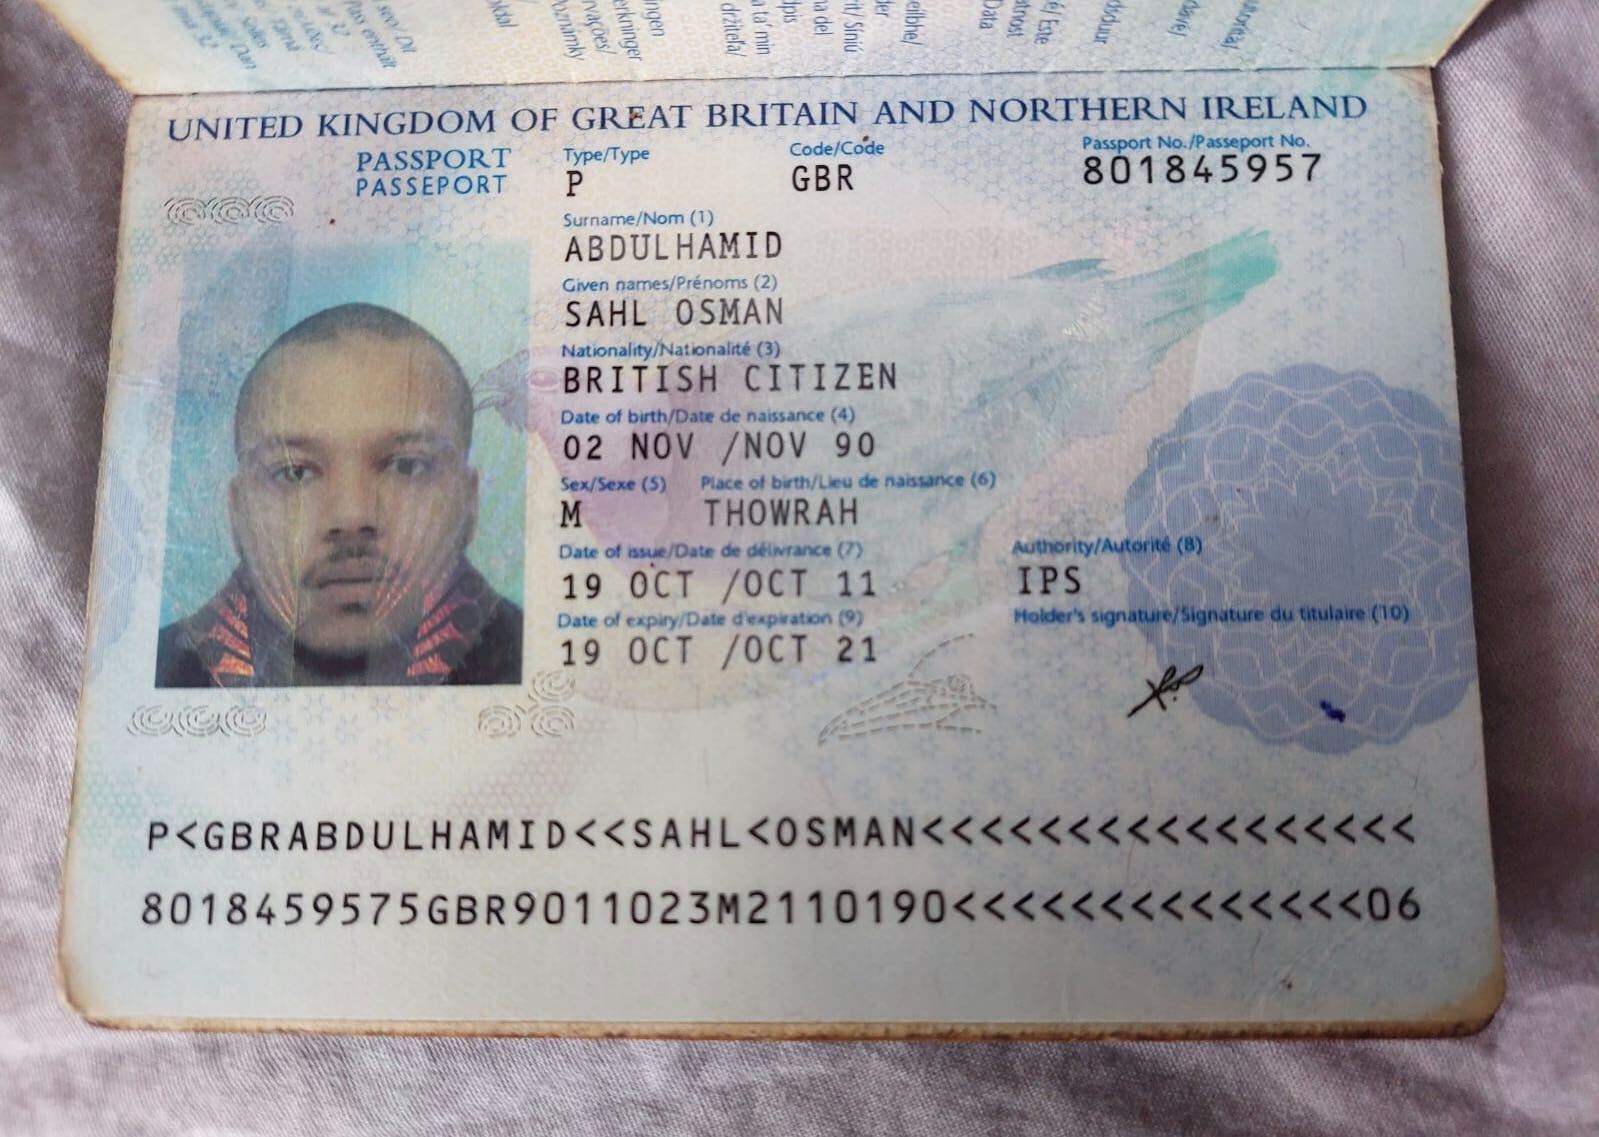 UNITED KINGDOM OF GREAT BRITAIN AND NORTHERN IRELAND
PASSPORT
PASSEPORT
Type/Type
P
Code/Code
GBR
Passport No./Passeport No.
801845957
Surname/Nom (1)
ABDULHAMID
Given names/Prénoms (2)
SAHL OSMAN
Nationality/Nationalité (3)
BRITISH CITIZEN
Date of birth/Date de naissance (4)
02 NOV /NOV 90
Sex/Sexe (5) Place of birth/Lieu de naissance (6)
M THOWRAH
Date of issue/Date de délivrance (7)
19 OCT /OCT 11
Authority/Autorité (8)
IPS
Date of expiry/Date d'expiration (9)
19 OCT /OCT 21
Holder's signature/Signature du titulaire (10)
P<GBRABDULHAMID<<SAHL<OSMAN<<<<<<<<<<<<<<<<<
8018459575GBR9011023M2110190<<<<<<<<<<<<<<06